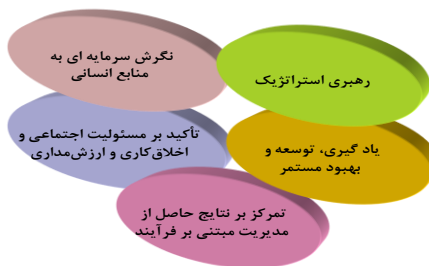 رهبری استراتژیک
نگرش سرمایه ای به
منابع انسانی
یاد گیری، توسعه و
بهبود مستمر
تأکید بر مسئولیت اجتماعی و
اخلاق‌کاری و ارزش‌مداری
تمرکز بر نتایج حاصل از
مدیریت مبتنی بر فرآیند